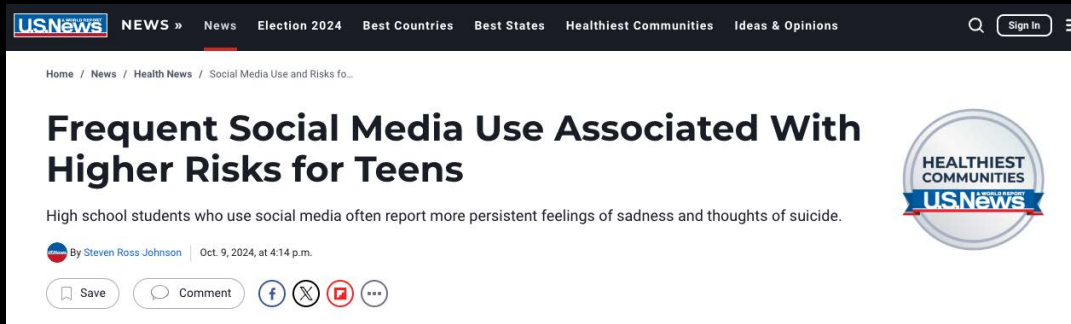 U.S.News NEWS » News Election 2024 Best Countries Best States Healthiest Communities Ideas & Opinions Sign In
Home / News / Health News / Social Media Use and Risks fo…
Frequent Social Media Use Associated With
Higher Risks for Teens
High school students who use social media often report more persistent feelings of sadness and thoughts of suicide.
By Steven Ross Johnson Oct. 9, 2024, at 4:14 p.m.
Save Comment
HEALTHIEST
COMMUNITIES
& WORLD REPORT
U.S.News